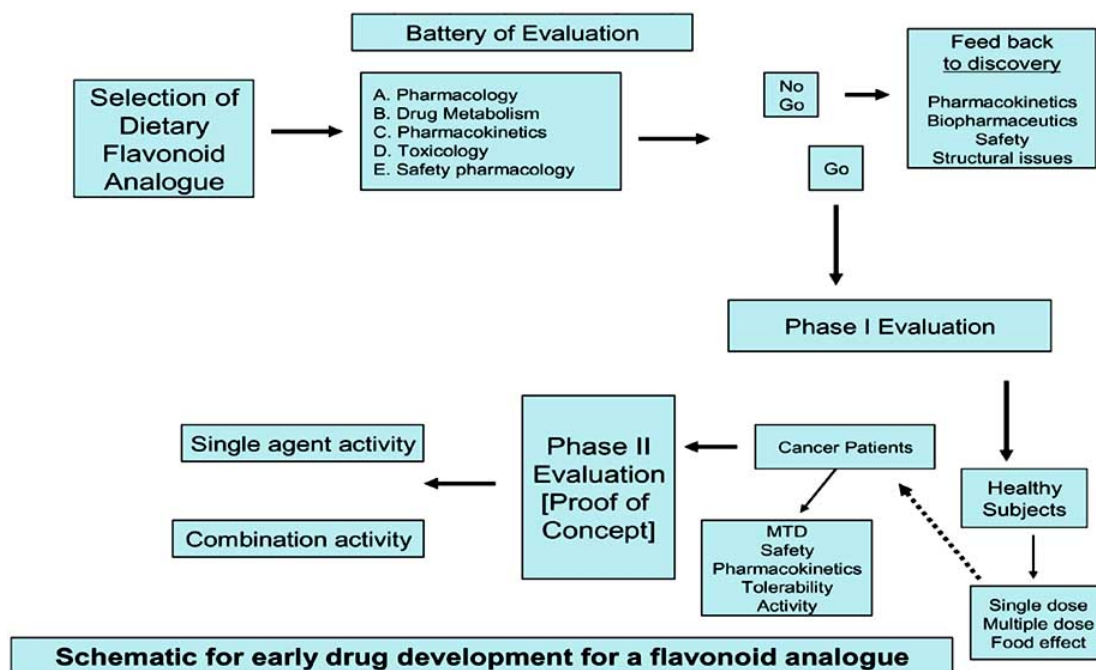 Battery of Evaluation
Selection of
Dietary
Flavonoid
Analogue
A. Pharmacology
B. Drug Metabolism
C. Pharmacokinetics
D. Toxicology
E. Safety pharmacology
No
Go
Go
Feed back
to discovery
Pharmacokinetics
Biopharmaceutics
Safety
Structural issues
Phase I Evaluation
Healthy
Subjects
Single dose
Multiple dose
Food effect
Cancer Patients
MTD
Safety
Pharmacokinetics
Tolerability
Activity
Phase II
Evaluation
[Proof of
Concept]
Single agent activity
Combination activity
Schematic for early drug development for a flavonoid analogue